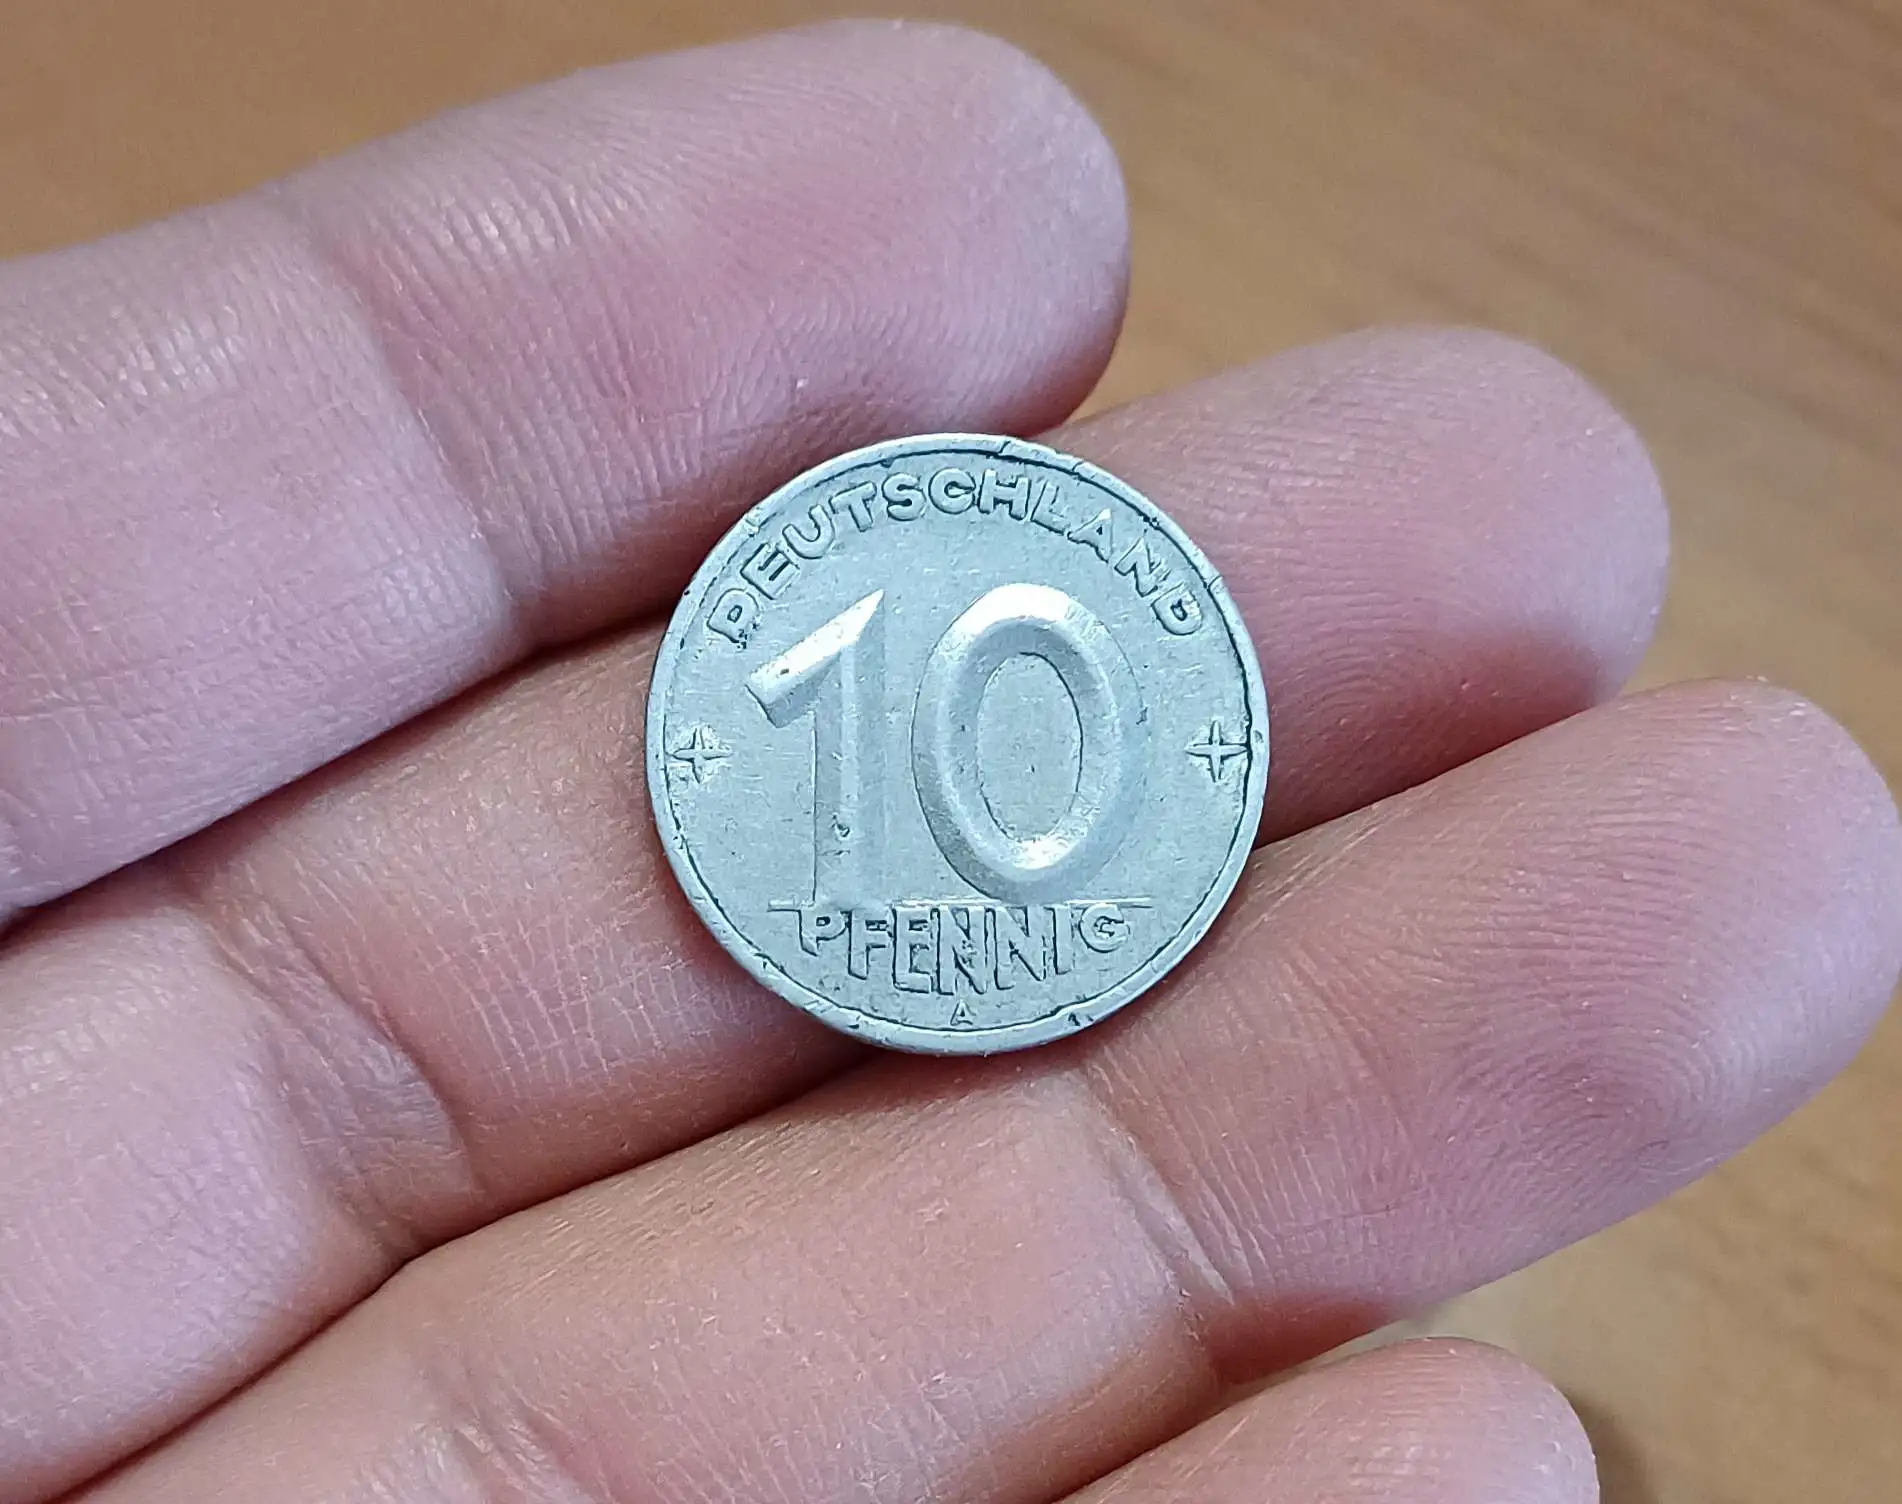 DEUTSCHLAND
10
PFENNIG
A